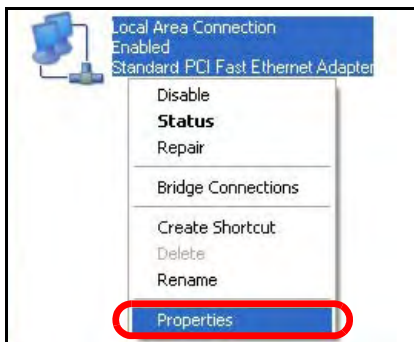 Local Area Connection
Enabled
Standard PCI Fast Ethernet Adapter
Disable
Status
Repair
Bridge Connections
Create Shortcut
Delete
Rename
Properties